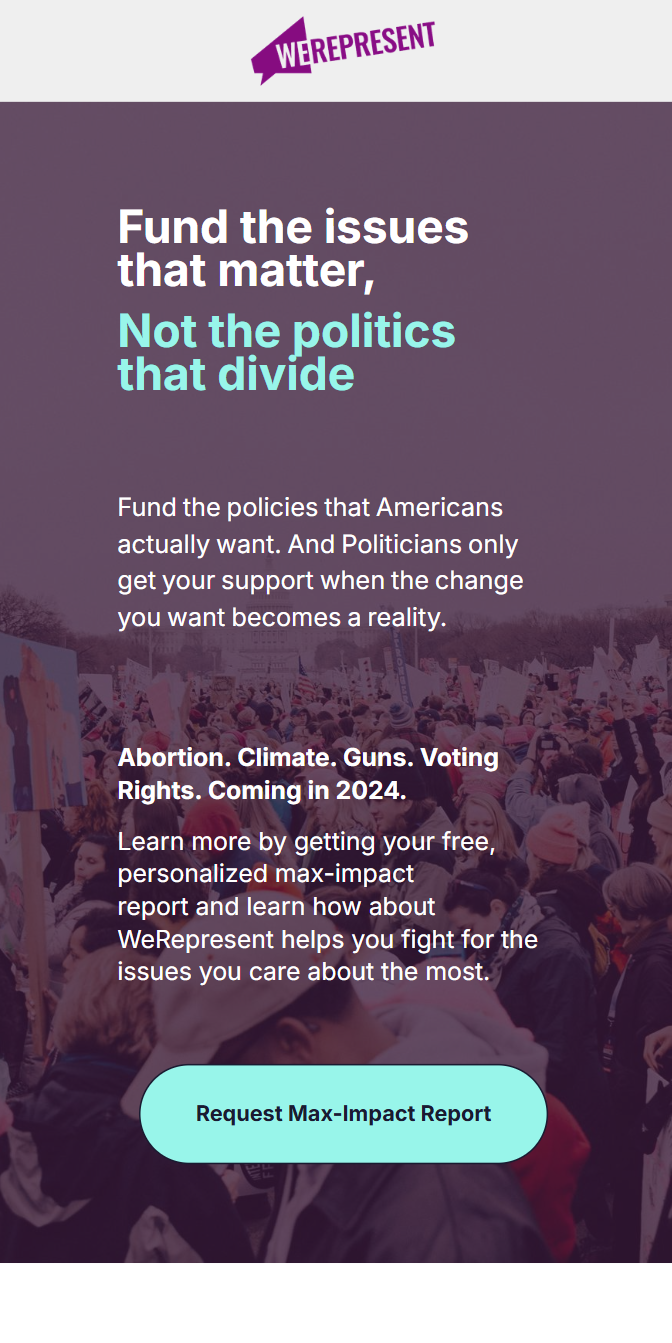 WEREPRESENT
Fund the issues
that matter,
Not the politics
that divide
Fund the policies that Americans
actually want. And Politicians only
get your support when the change
you want becomes a reality.
Abortion. Climate. Guns. Voting
Rights. Coming in 2024.
Learn more by getting your free,
personalized max-impact
report and learn how about
WeRepresent helps you fight for the
issues you care about the most.
Request Max-Impact Report